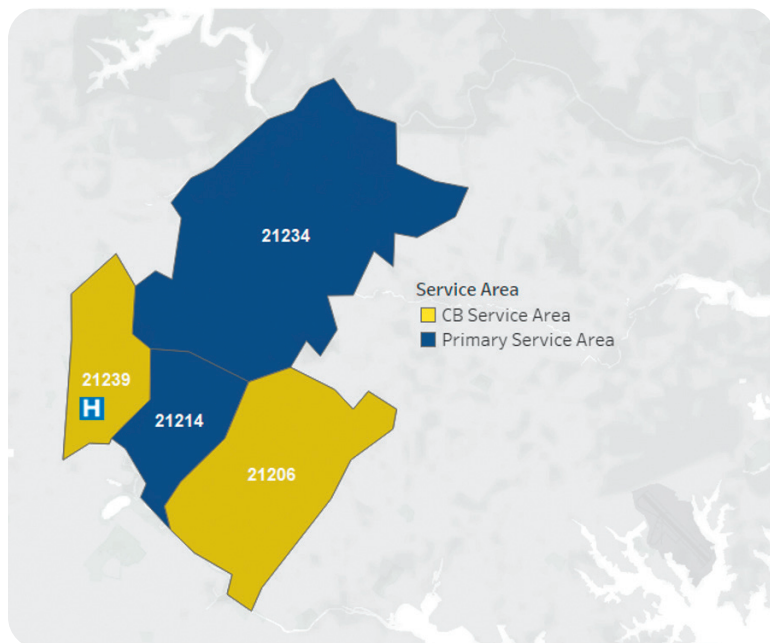 21234
Service Area
CB Service Area
Primary Service Area
21239
H
21214
21206